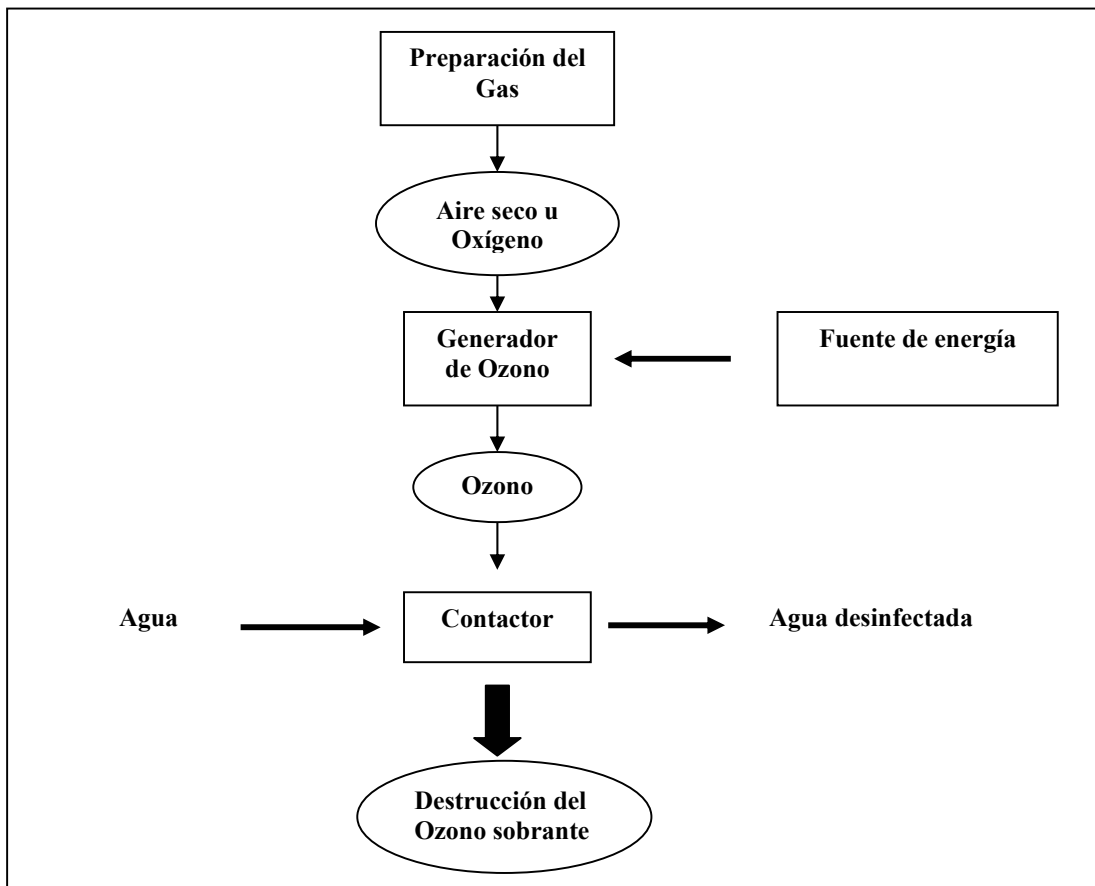 Preparación del
Gas
Aire seco u
Oxígeno
Generador
de Ozono
Fuente de energía
Ozono
Agua
Contactor
Agua desinfectada
Destrucción del
Ozono sobrante